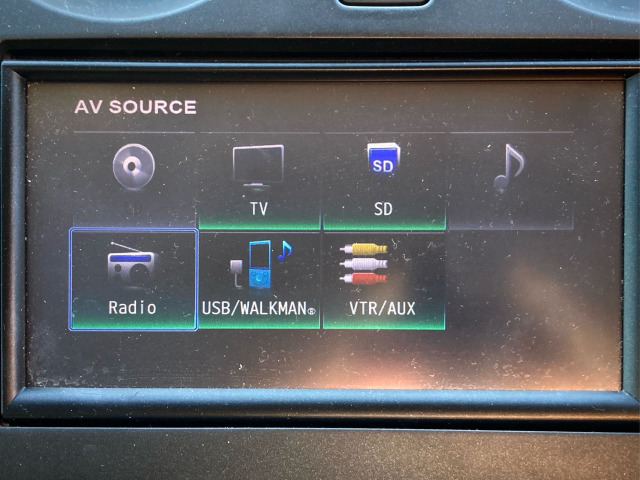 AV SOURCE
SD
TV
SD
Radio
USB/WALKMAN®
VTR/AUX